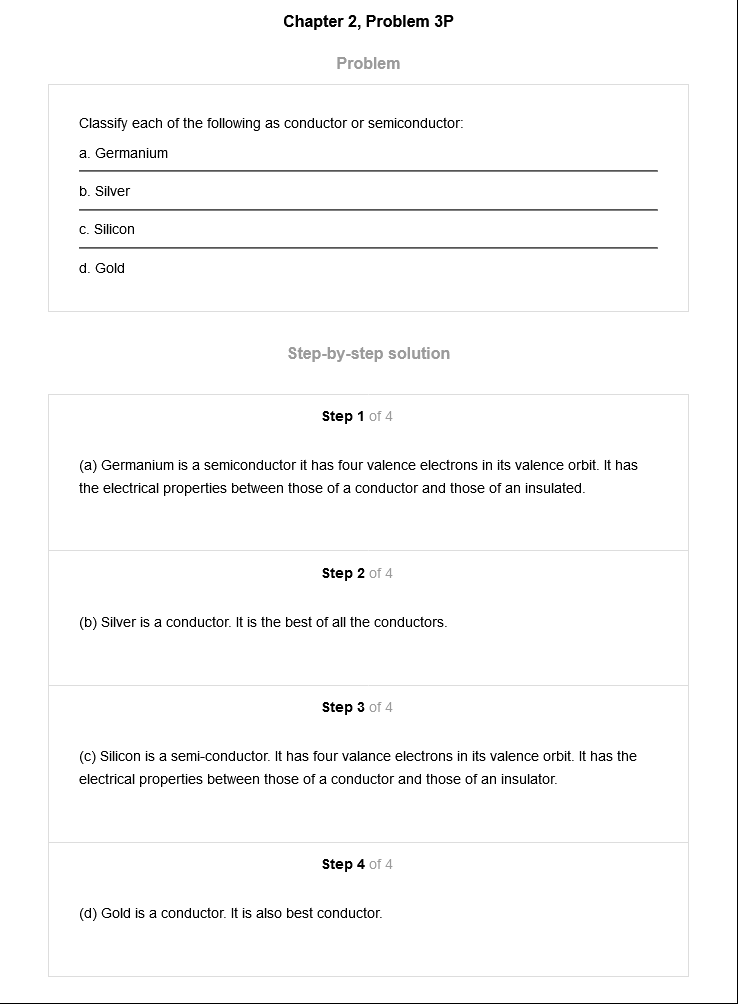 Chapter 2, Problem 3P
Problem
Classify each of the following as conductor or semiconductor:
a. Germanium
b. Silver
c. Silicon
d. Gold
Step-by-step solution
Step 1 of 4
(a) Germanium is a semiconductor it has four valence electrons in its valence orbit. It has
the electrical properties between those of a conductor and those of an insulated.
Step 2 of 4
(b) Silver is a conductor. It is the best of all the conductors.
Step 3 of 4
(c) Silicon is a semi-conductor. It has four valance electrons in its valence orbit. It has the
electrical properties between those of a conductor and those of an insulator.
Step 4 of 4
(d) Gold is a conductor. It is also best conductor.